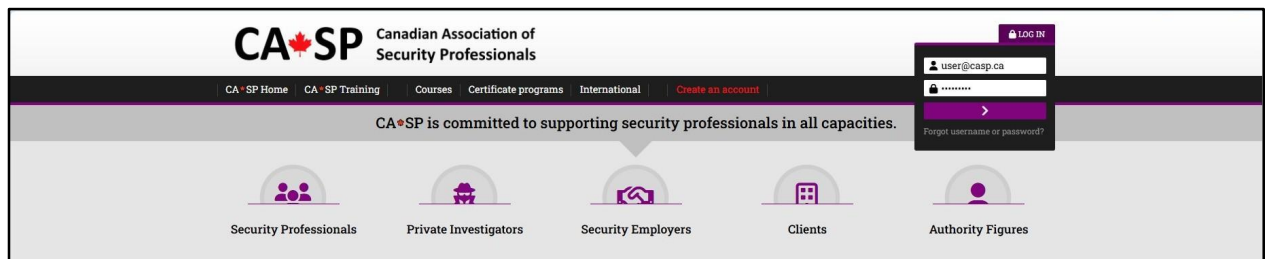 CA SP Canadian Association of
Security Professionals
LOG IN
user@casp.ca
•••••••••
CA SP Home CA SP Training Courses Certificate programs International Create an account
Forgot username or password?
CA SP is committed to supporting security professionals in all capacities.
Security Professionals Private Investigators Security Employers Clients Authority Figures